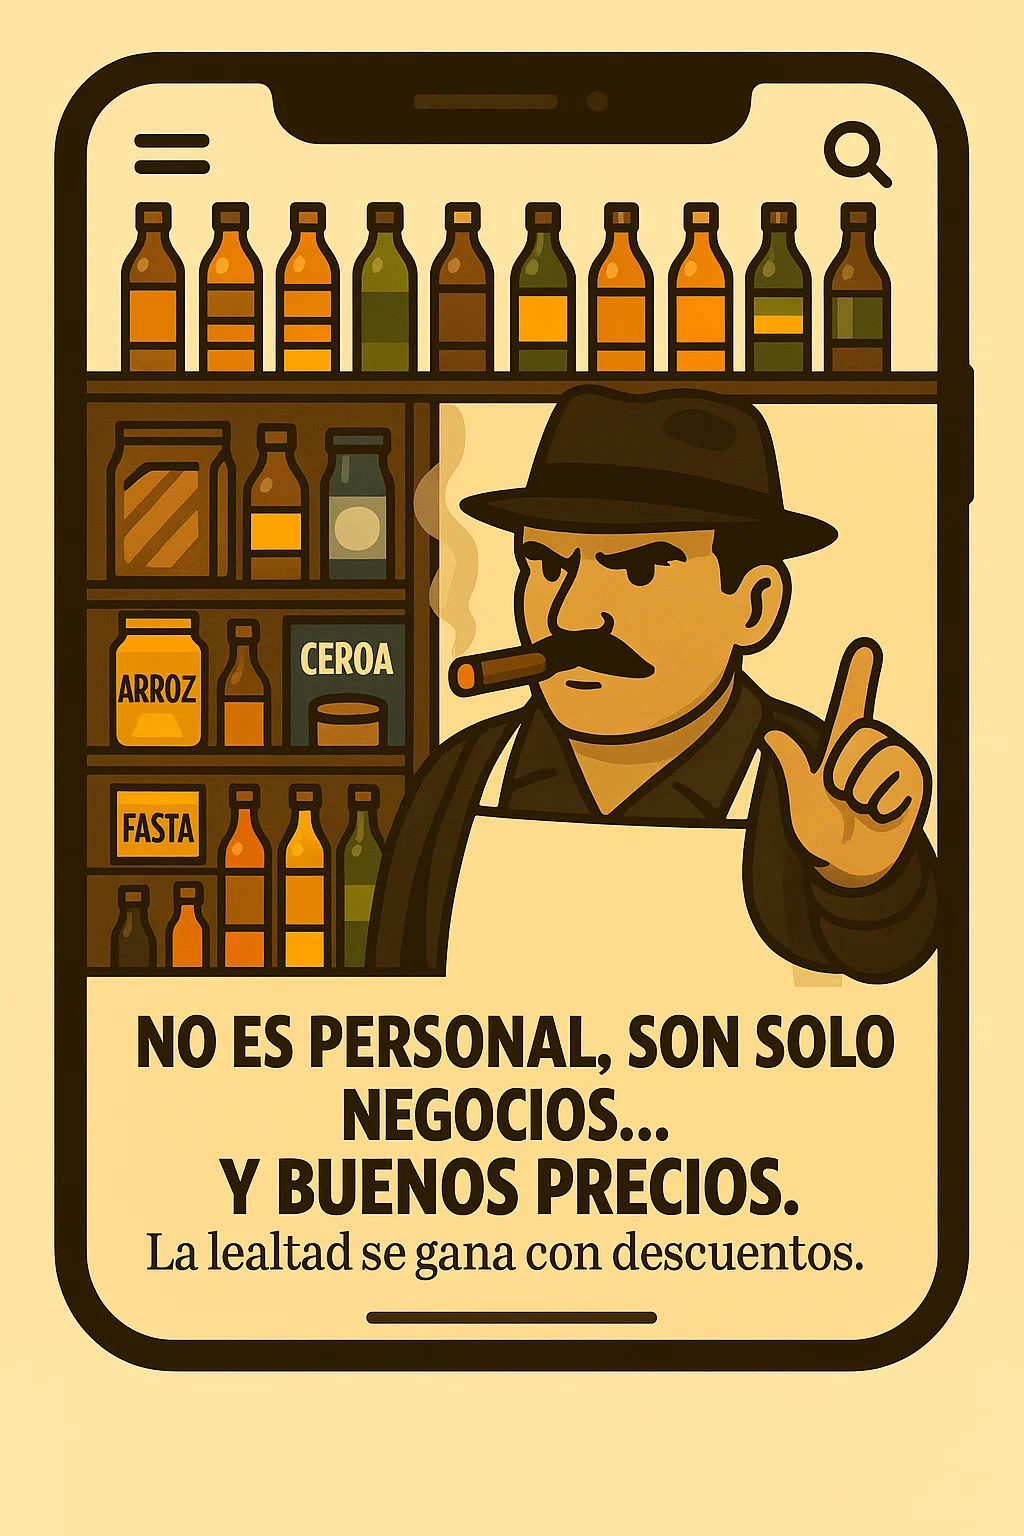 ARROZ
CEROA
FASTA
NO ES PERSONAL, SON SOLO
NEGOCIOS...
Y BUENOS PRECIOS.
La lealtad se gana con descuentos.